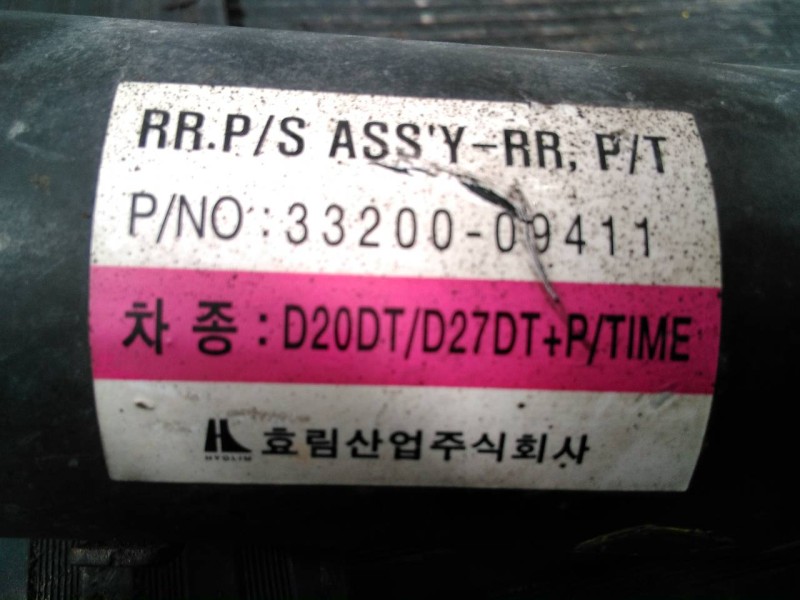 RR.P/S ASS'Y-RR, P/T
P/NO : 33200-09411
차 종 : D20DT/D27DT+P/TIME
HYOLIM
효림산업주식회사